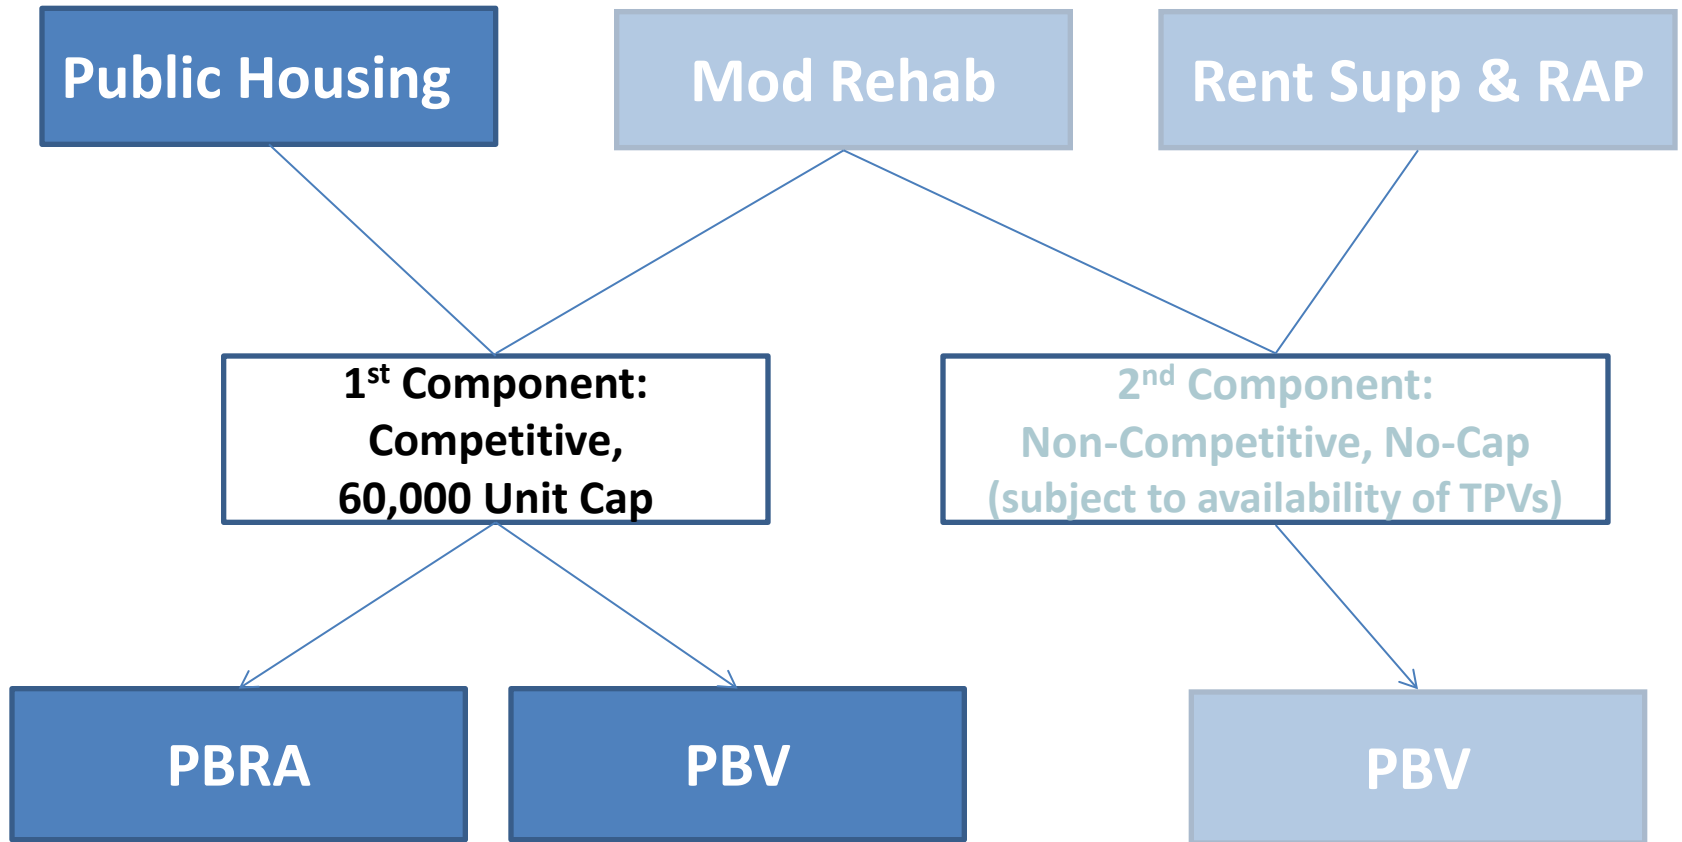 Public Housing
Mod Rehab
Rent Supp & RAP
1st Component:
Competitive,
60,000 Unit Cap
2nd Component:
Non-Competitive, No-Cap
(subject to availability of TPVs)
PBRA
PBV
PBV